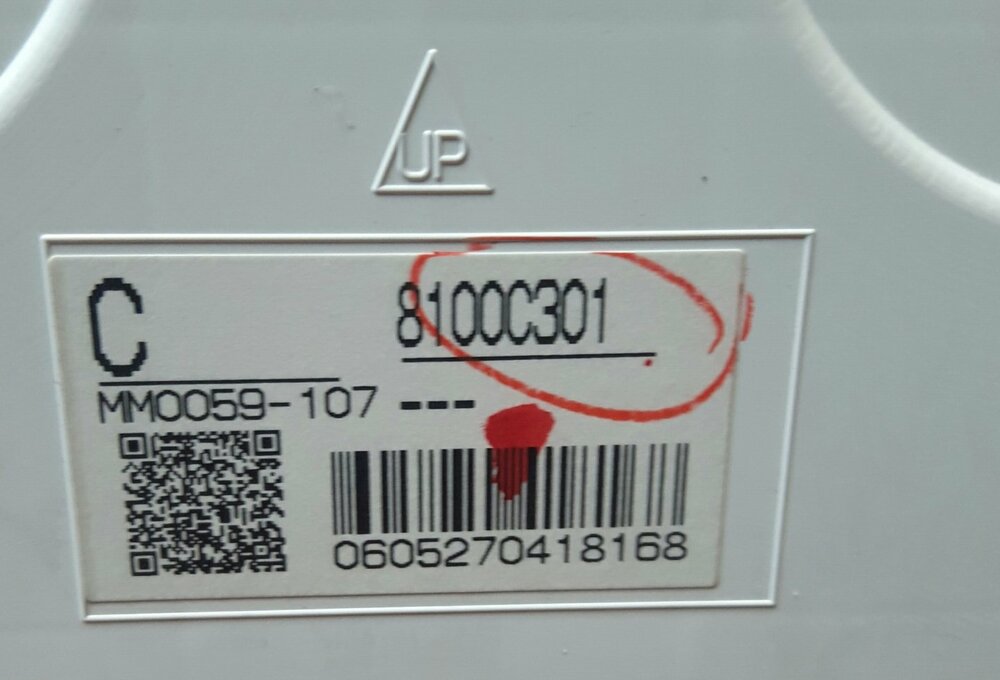 UP
C 8100C301
MM0059-107 ---
0605270418168